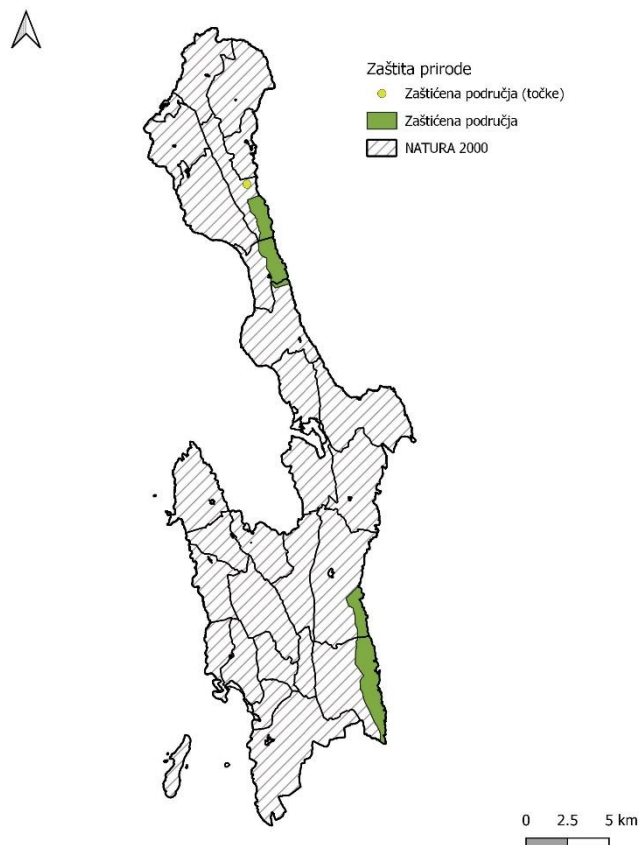 Zaštita prirode
Zaštićena područja (točke)
Zaštićena područja
NATURA 2000
0 2.5 5 km